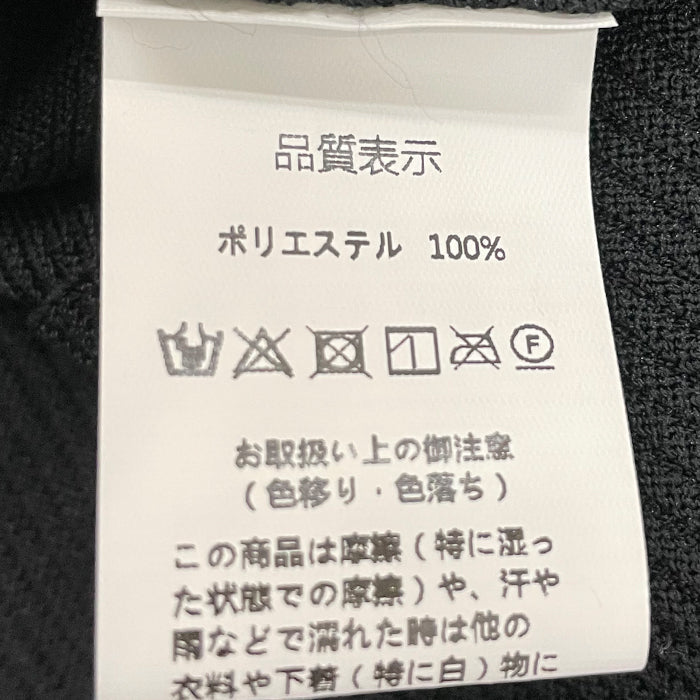 品質表示
ポリエステル 100%
F
お取扱い上の御注意
(色移り・色落ち)
この商品は摩擦(特に湿っ
た状態での摩擦)や、汗や
雨などで濡れた時は他の
衣料や下着(特に白)物に